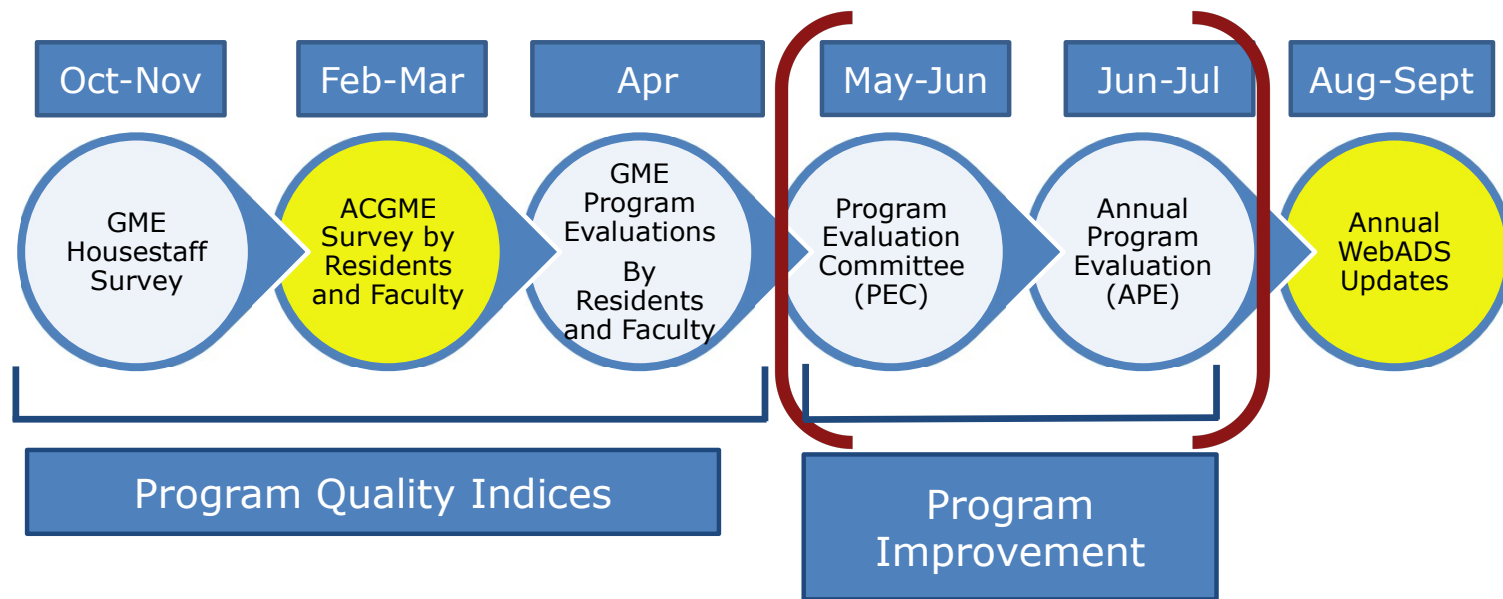 Oct-Nov
Feb-Mar
Apr
May-Jun
Jun-Jul
Aug-Sept
GME
Housestaff
Survey
ACGME
Survey by
Residents
and Faculty
GME
Program
Evaluations
By
Residents
and Faculty
Program
Evaluation
Committee
(PEC)
Annual
Program
Evaluation
(APE)
Annual
WebADS
Updates
Program Quality Indices
Program
Improvement